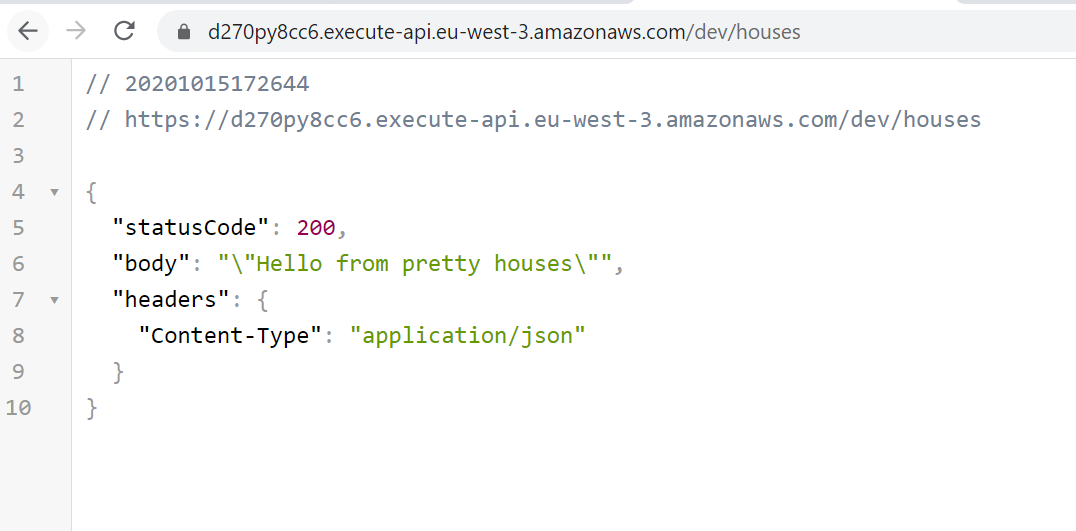 d270py8cc6.execute-api.eu-west-3.amazonaws.com/dev/houses
1 // 20201015172644
2 // https://d270py8cc6.execute-api.eu-west-3.amazonaws.com/dev/houses
3
4 {
5 "statusCode": 200,
6 "body": "\"Hello from pretty houses\"",
7 "headers": {
8 "Content-Type": "application/json"
9 }
10 }